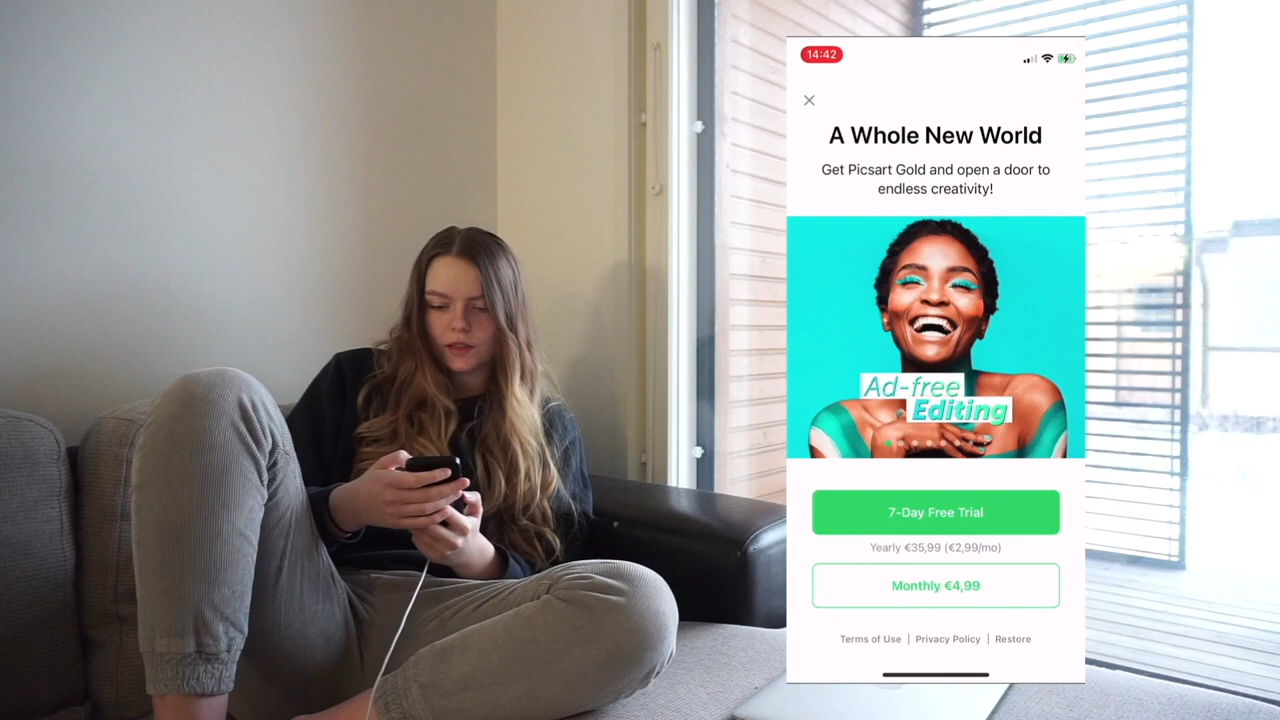 14:42
A Whole New World
Get Picsart Gold and open a door to
endless creativity!
Ad-free
Editing
7-Day Free Trial
Yearly €35,99 (€2,99/mo)
Monthly €4,99
Terms of Use | Privacy Policy | Restore